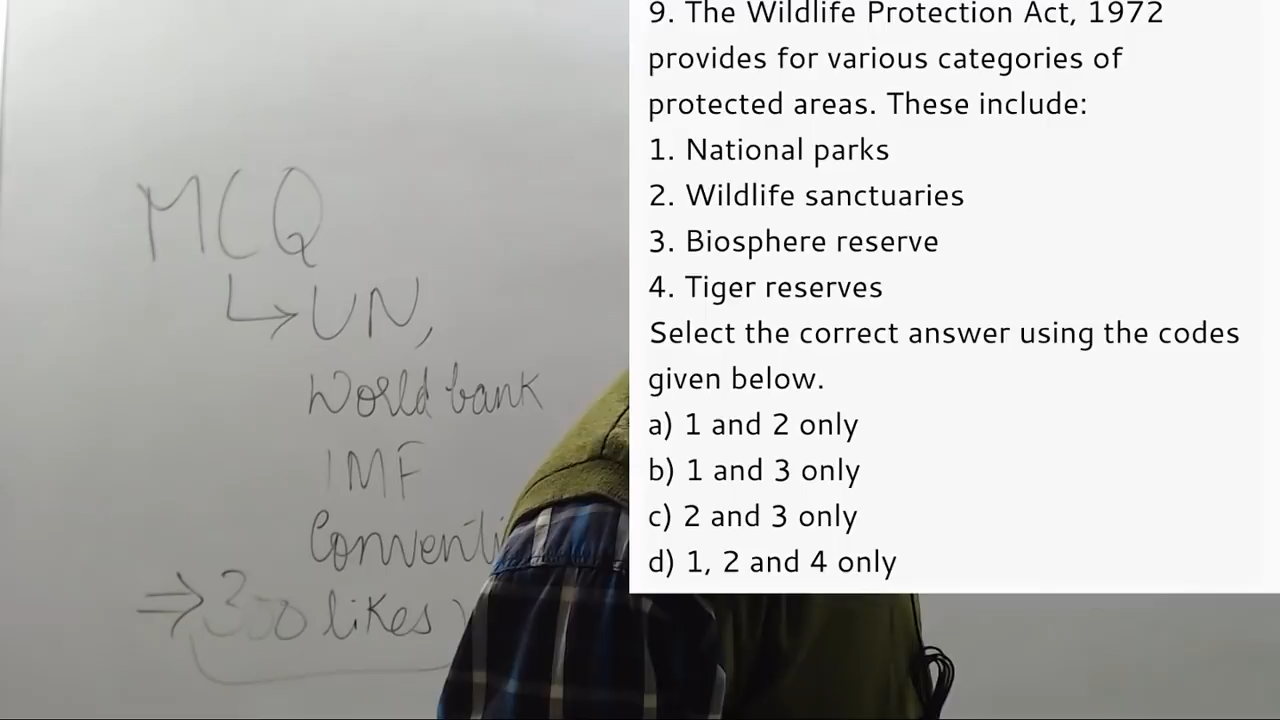 MCQ
UN,
World bank
IMF
300 likes
9. The Wildlife Protection Act, 1972
provides for various categories of
protected areas. These include:
1. National parks
2. Wildlife sanctuaries
3. Biosphere reserve
4. Tiger reserves
Select the correct answer using the codes
given below.
a) 1 and 2 only
b) 1 and 3 only
c) 2 and 3 only
d) 1, 2 and 4 only